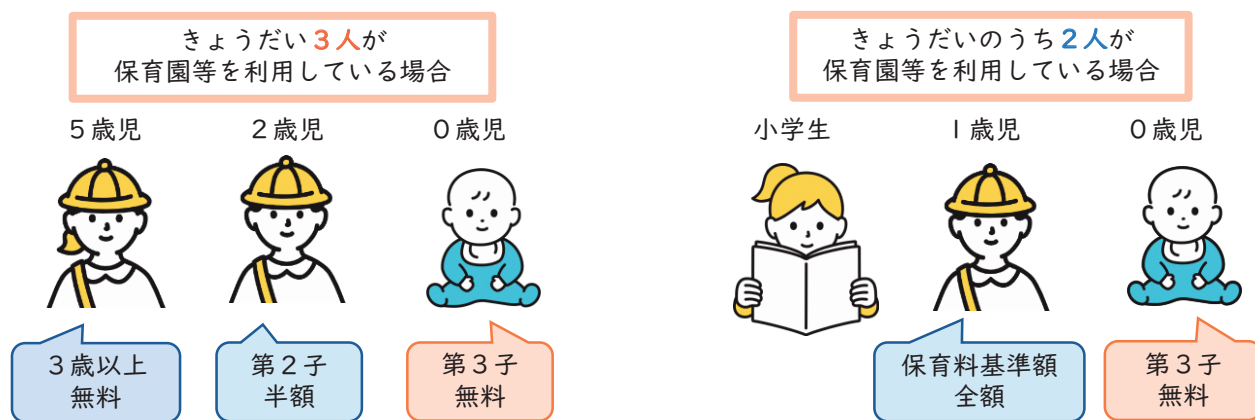 きょうだい３人が
保育園等を利用している場合
５歳児
２歳児
０歳児
３歳以上
無料
第２子
半額
第３子
無料
きょうだいのうち２人が
保育園等を利用している場合
小学生
１歳児
０歳児
保育料基準額
全額
第３子
無料